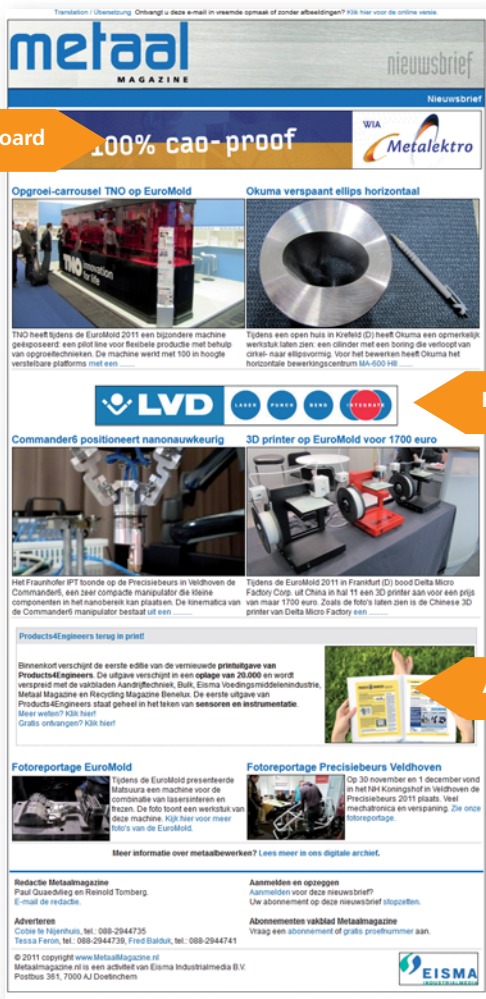 Translation / Übersetzung Ontvangt u deze e-mail in vreemde opmaak of zonder afbeeldingen? Klik hier voor de online versie.
metaal
MAGAZINE
nieuwsbrief
Nieuwsbrief
oard
100% cao-proof
WIA
Metalektro
Opgroei-carrousel TNO op EuroMold
Okuma verspaant ellips horizontaal
TNO innovation
for life
TNO heeft tijdens de EuroMold 2011 een bijzondere machine
geëxposeerd: een pilot line voor flexibele productie met behulp
van opgroeitechnieken. De machine werkt met 100 in hoogte
verstelbare platforms met een .......
Tijdens een open huis in Krefeld (D) heeft Okuma een opmerkelijk
werkstuk laten zien: een cilinder met een boring die verloopt van
cirkel- naar ellipsvormig. Voor het bewerken heeft Okuma het
horizontale bewerkingscentrum MA-600 HII ......
LVD LASER PUNCH BEND INTEGRATE
Commander6 positioneert nanonauwkeurig
3D printer op EuroMold voor 1700 euro
Het Fraunhofer IPT toonde op de Precisiebeurs in Veldhoven de
Commander6, een zeer compacte manipulator die kleine
componenten in het nanobereik kan plaatsen. De kinematica van
de Commander6 manipulator bestaat uit een .........
Tijdens de EuroMold 2011 in Frankfurt (D) bood Delta Micro
Factory Corp. uit China in hal 11 een 3D printer aan voor een prijs
van maar 1700 euro. Zoals de foto's laten zien is de Chinese 3D
printer van Delta Micro Factory een .........
Products4Engineers terug in print!
Binnenkort verschijnt de eerste editie van de vernieuwde printuitgave van
Products4Engineers. De uitgave verschijnt in een oplage van 20.000 en wordt
verspreid met de vakbladen Aandrijftechniek, Bulk, Eisma Voedingsmiddelenindustrie,
Metaal Magazine en Recycling Magazine Benelux. De eerste uitgave van
Products4Engineers staat geheel in het teken van sensoren en instrumentatie.
Meer weten? Klik hier!
Gratis ontvangen? Klik hier!
Fotoreportage EuroMold
Tijdens de EuroMold presenteerde
Matsuura een machine voor de
combinatie van lasersinteren en
frezen. De foto toont een werkstuk van
deze machine. Kijk hier voor meer
foto's van de EuroMold.
Fotoreportage Precisiebeurs Veldhoven
Op 30 november en 1 december vond
in het NH Koningshof in Veldhoven de
Precisiebeurs 2011 plaats. Veel
mechatronica en verspaning. Zie onze
fotoreportage.
Meer informatie over metaalbewerken? Lees meer in ons digitale archief.
Redactie Metaalmagazine
Paul Quaedvlieg en Reinold Tomberg.
E-mail de redactie.
Aanmelden en opzeggen
Aanmelden voor deze nieuwsbrief?
Uw abonnement op deze nieuwsbrief stopzetten.
Adverteren
Cobie te Nijenhuis, tel.: 088-2944735
Tessa Feron, tel.: 088-2944739, Fred Balduk, tel.: 088-2944741
Abonnementen vakblad Metaalmagazine
Vraag een abonnement of gratis proefnummer aan.
© 2011 copyright www.MetaalMagazine.nl
Metaalmagazine.nl is een activiteit van Eisma Industrialmedia B.V.
Postbus 361, 7000 AJ Doetinchem
EISMA
INDUSTRIALMEDIA